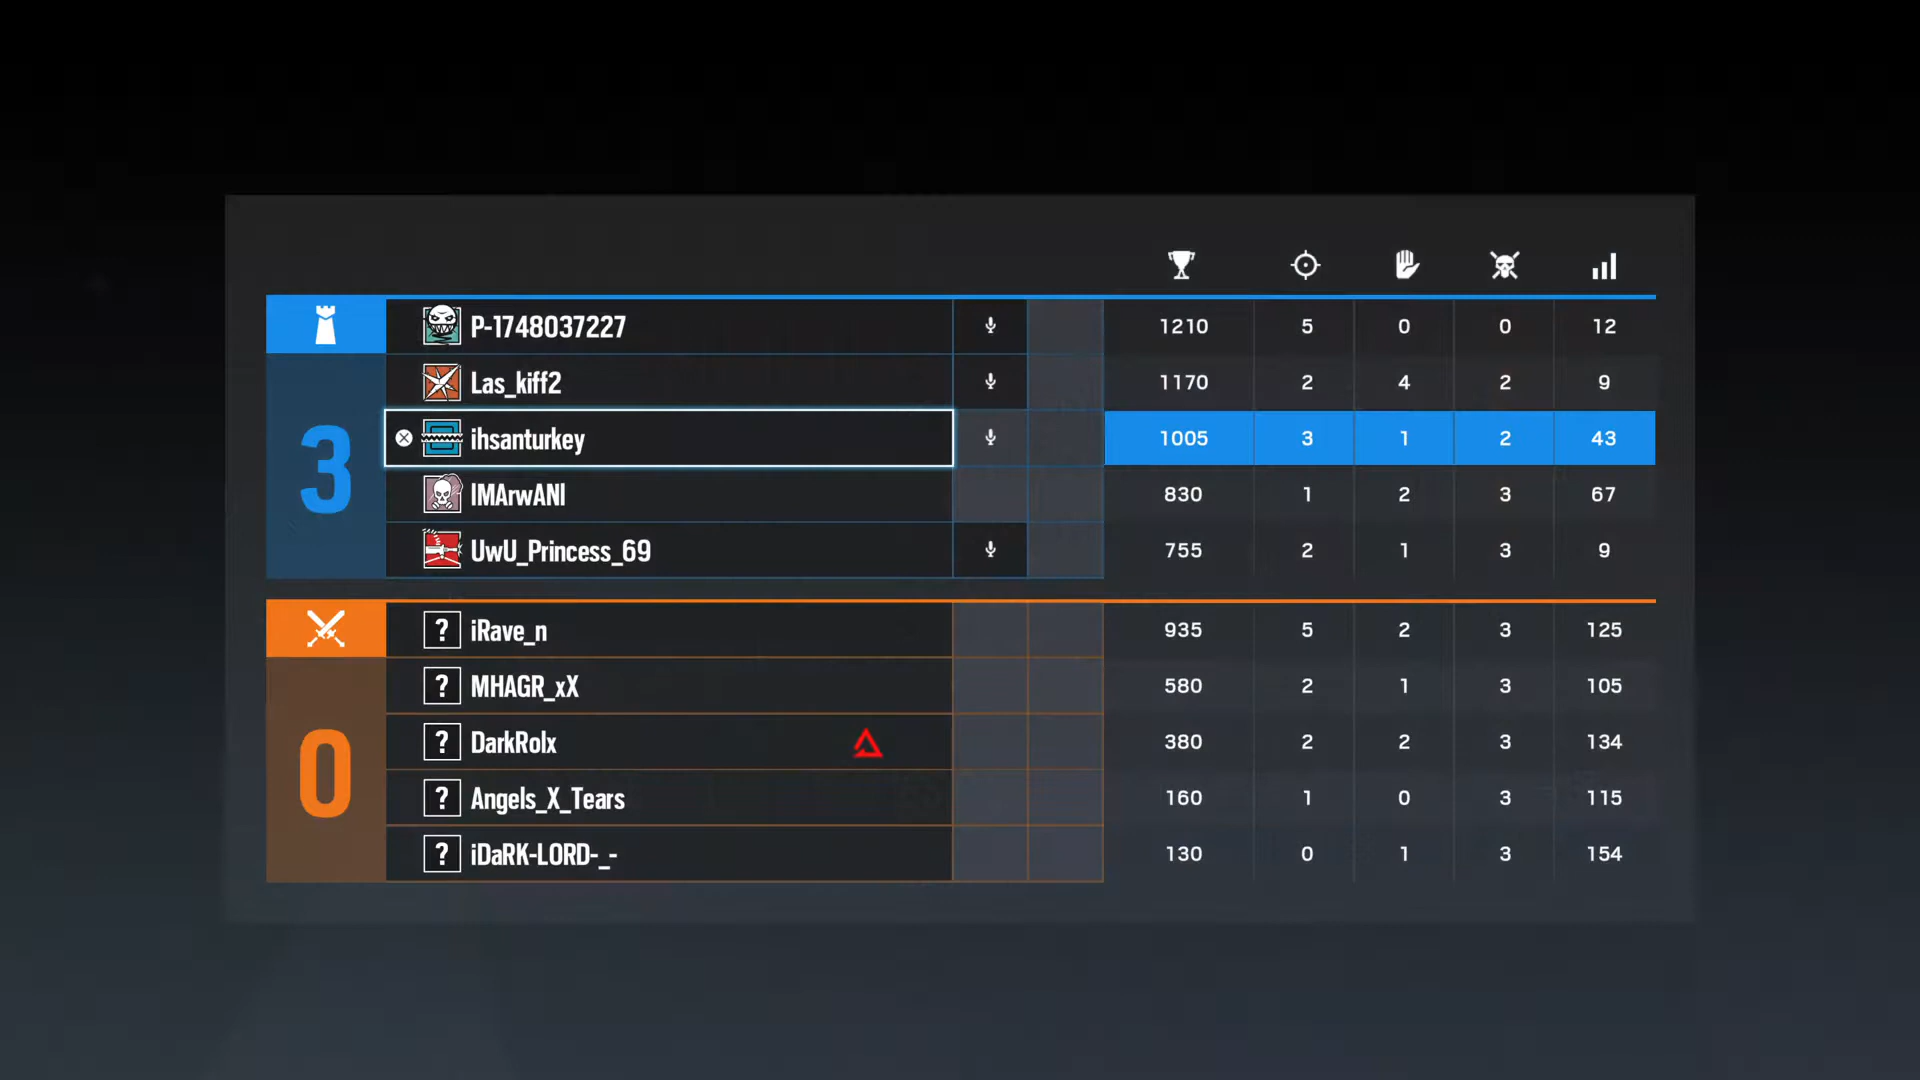 P-1748037227 1210 5 0 0 12
Las_kiff2 1170 2 4 2 9
3
ihsanturkey 1005 3 1 2 43
IMArwANI 830 1 2 3 67
UwU_Princess_69 755 2 1 3 9
? iRave_n 935 5 2 3 125
? MHAGR_xX 580 2 1 3 105
0
? DarkRolx 380 2 2 3 134
? Angels_X_Tears 160 1 0 3 115
? iDaRK-LORD-_- 130 0 1 3 154